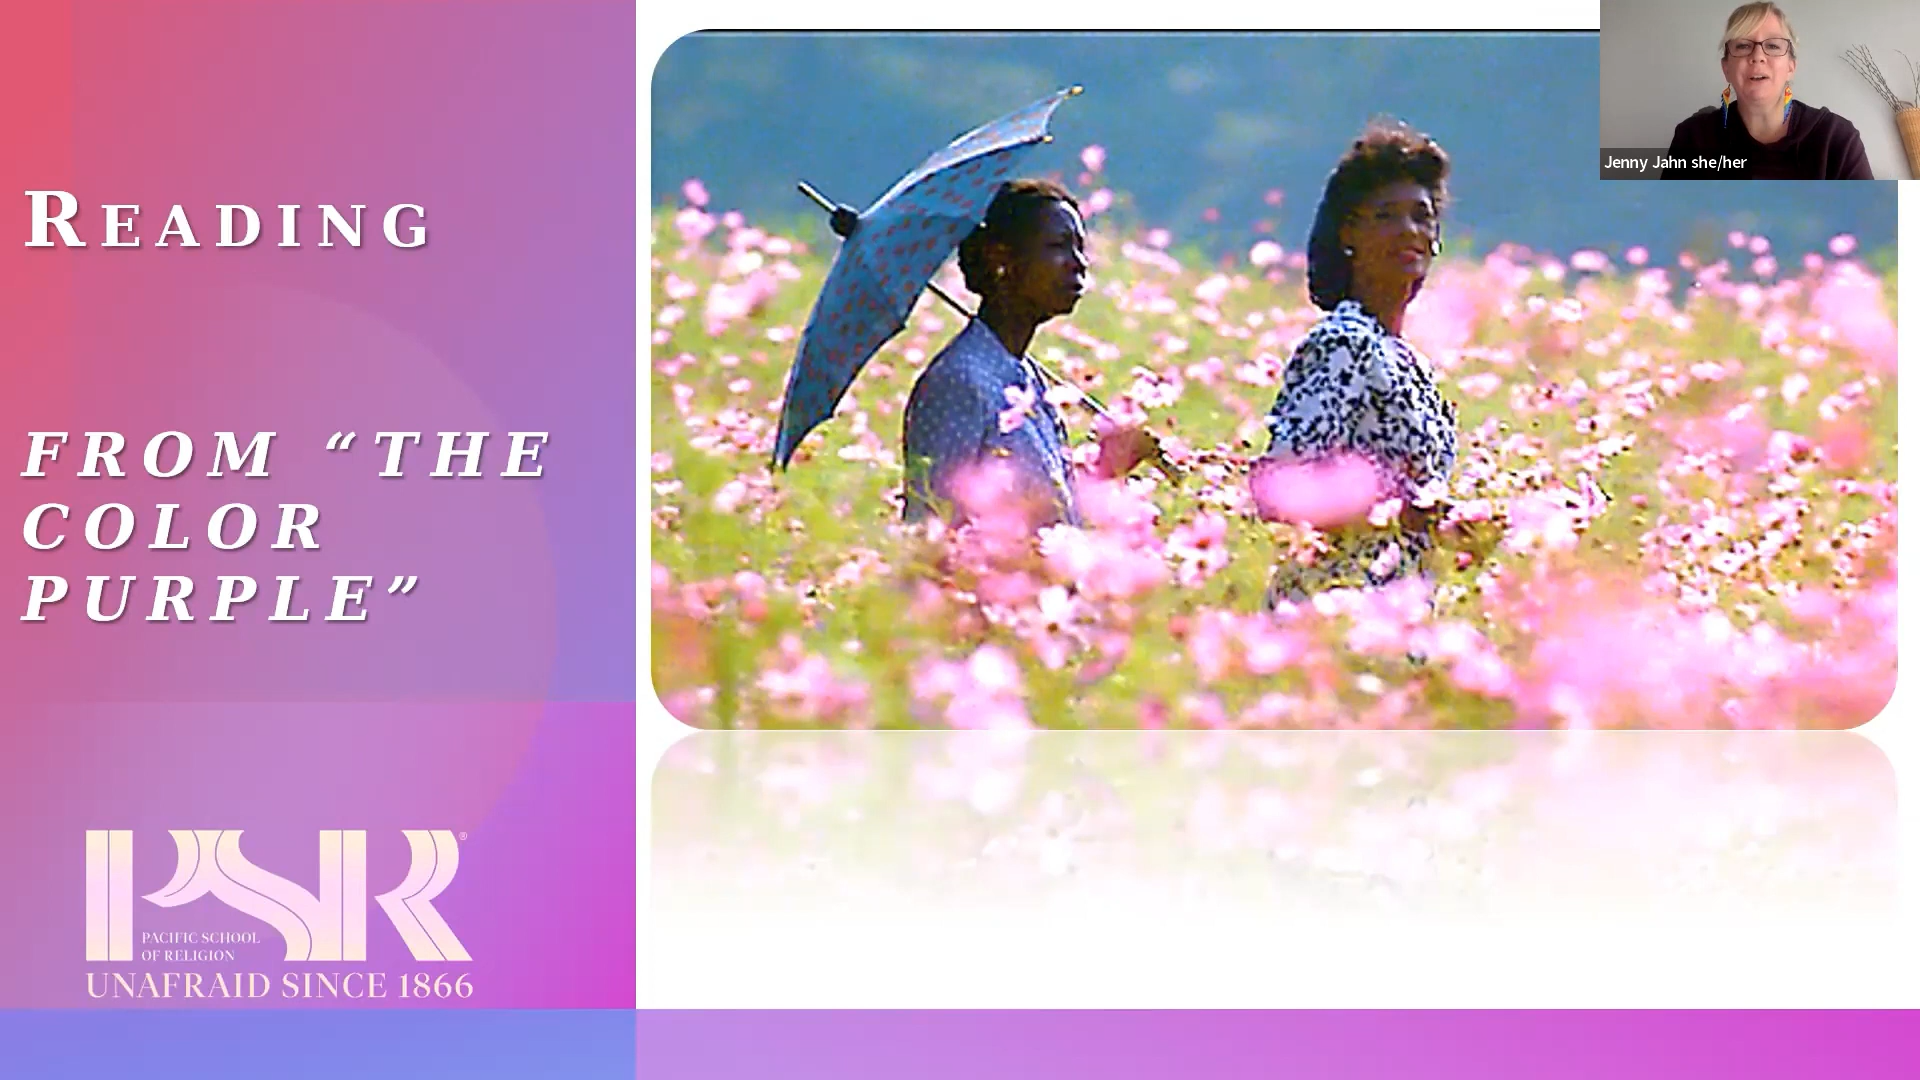 READING
FROM “THE
COLOR
PURPLE”
PSR®
PACIFIC SCHOOL
OF RELIGION
UNAFRAID SINCE 1866
Jenny Jahn she/her